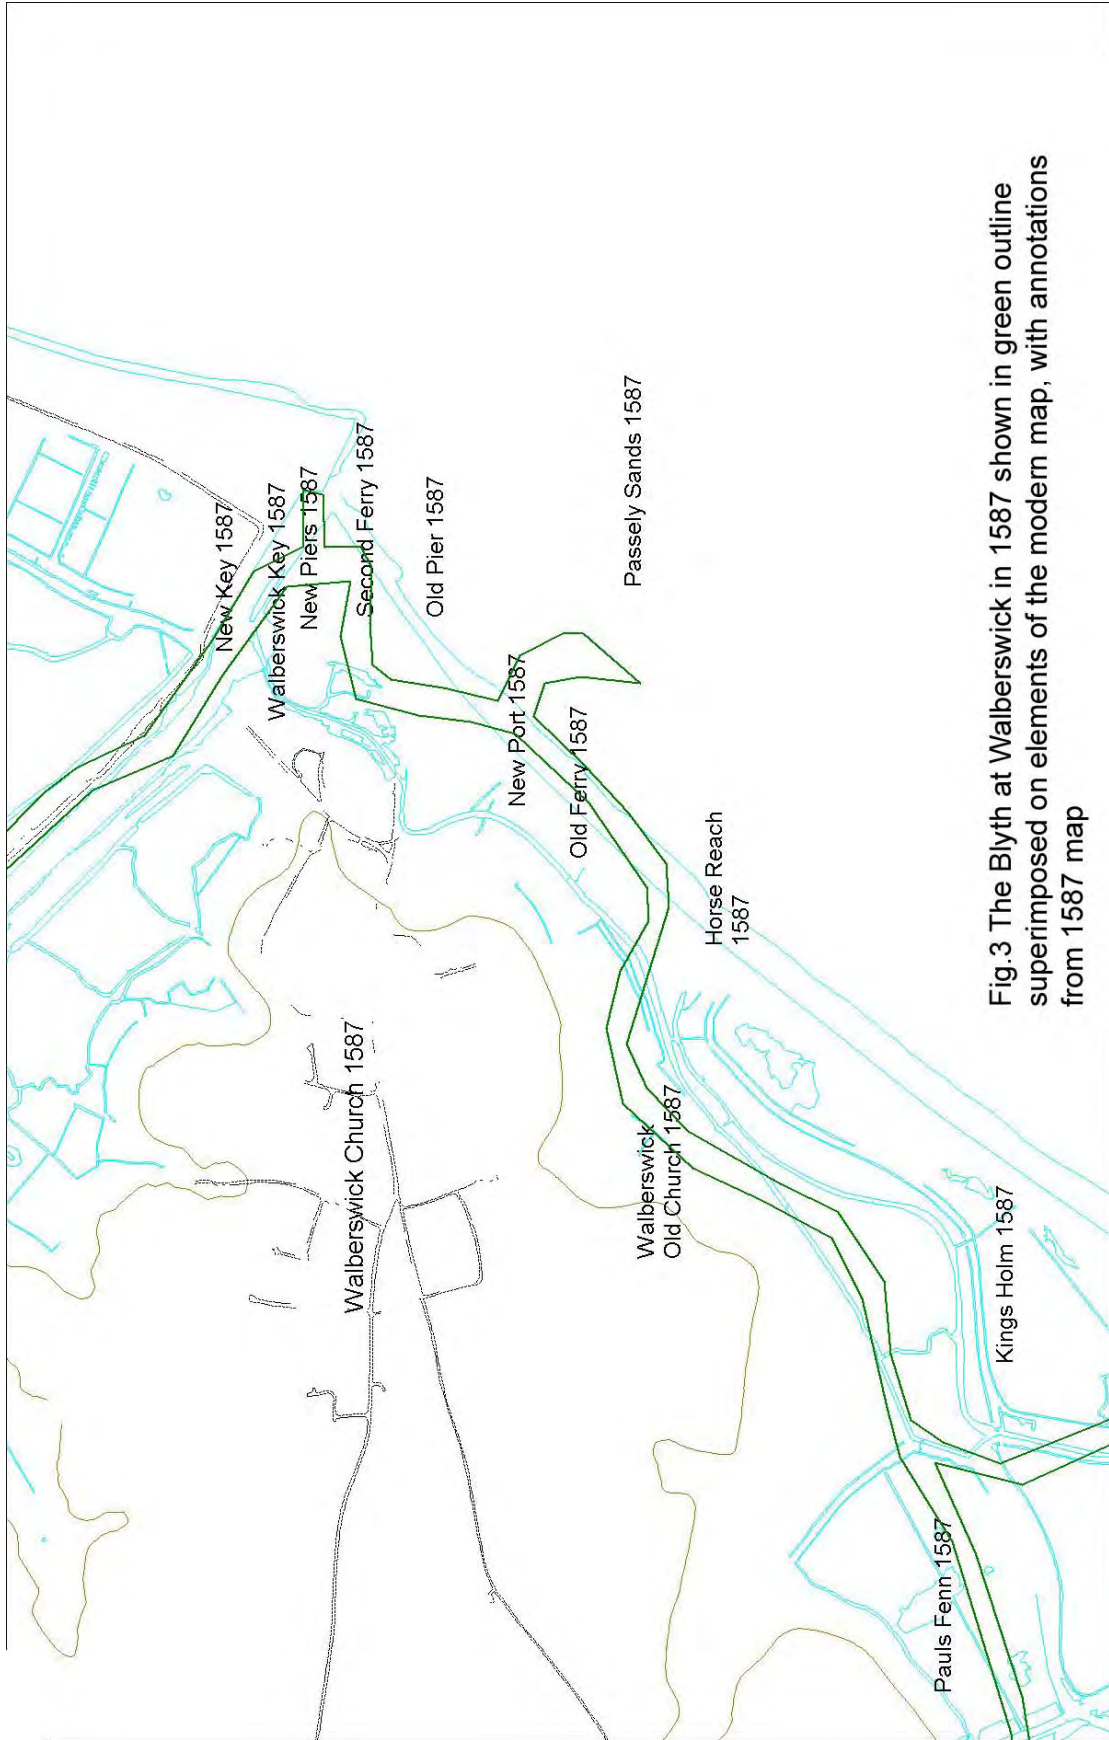 New Key 1587
Walberswick Key 1587
New Piers 1587
Second Ferry 1587
Walberswick Church 1587
Old Pier 1587
New Port 1587
Old Ferry 1587
Passely Sands 1587
Walberswick
Old Church 1587
Horse Reach
1587
Pauls Fenn 1587
Kings Holm 1587
Fig.3 The Blyth at Walberswick in 1587 shown in green outline
superimposed on elements of the modern map, with annotations
from 1587 map